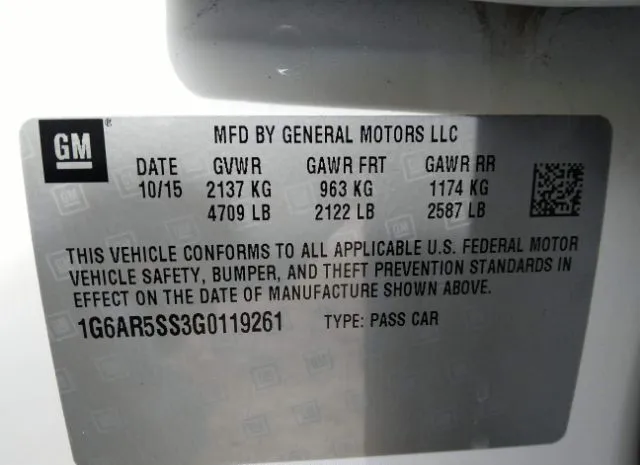 GM ®
MFD BY GENERAL MOTORS LLC
DATE GVWR GAWR FRT GAWR RR
10/15 2137 KG 963 KG 1174 KG
4709 LB 2122 LB 2587 LB
THIS VEHICLE CONFORMS TO ALL APPLICABLE U.S. FEDERAL MOTOR
VEHICLE SAFETY, BUMPER, AND THEFT PREVENTION STANDARDS IN
EFFECT ON THE DATE OF MANUFACTURE SHOWN ABOVE.
1G6AR5SS3G0119261 TYPE: PASS CAR